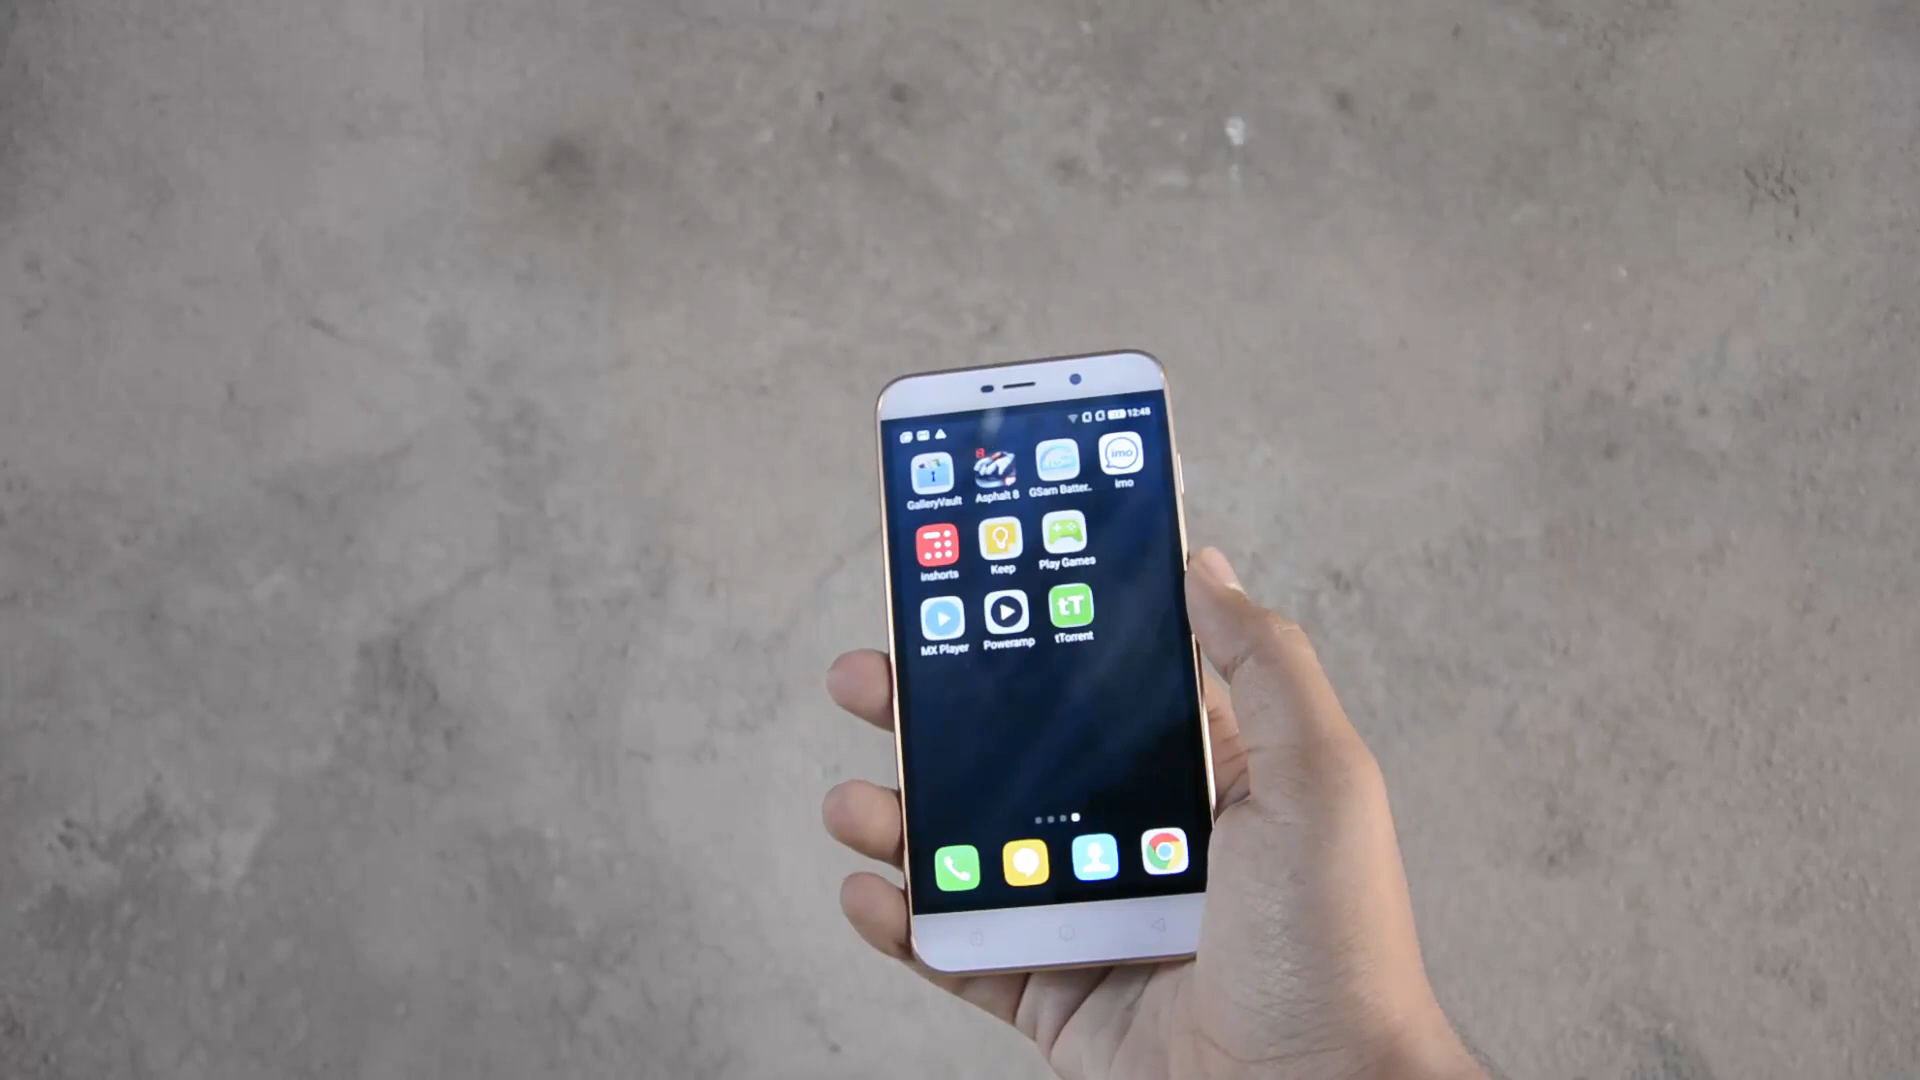 12:48
GalleryVault Asphalt 8 GSam Batter.. imo
imo
inshorts Keep Play Games
tT
MX Player Poweramp tTorrent